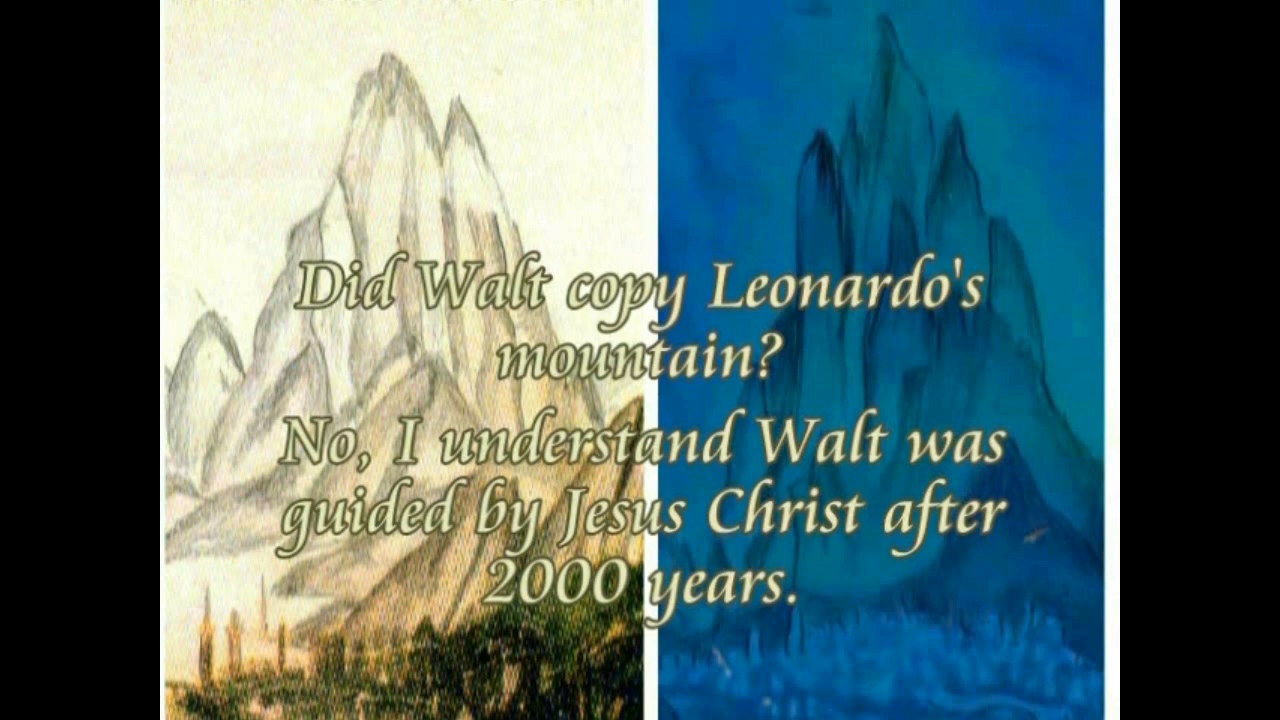 Did Walt copy Leonardo's
mountain?
No, I understand Walt was
guided by Jesus Christ after
2000 years.